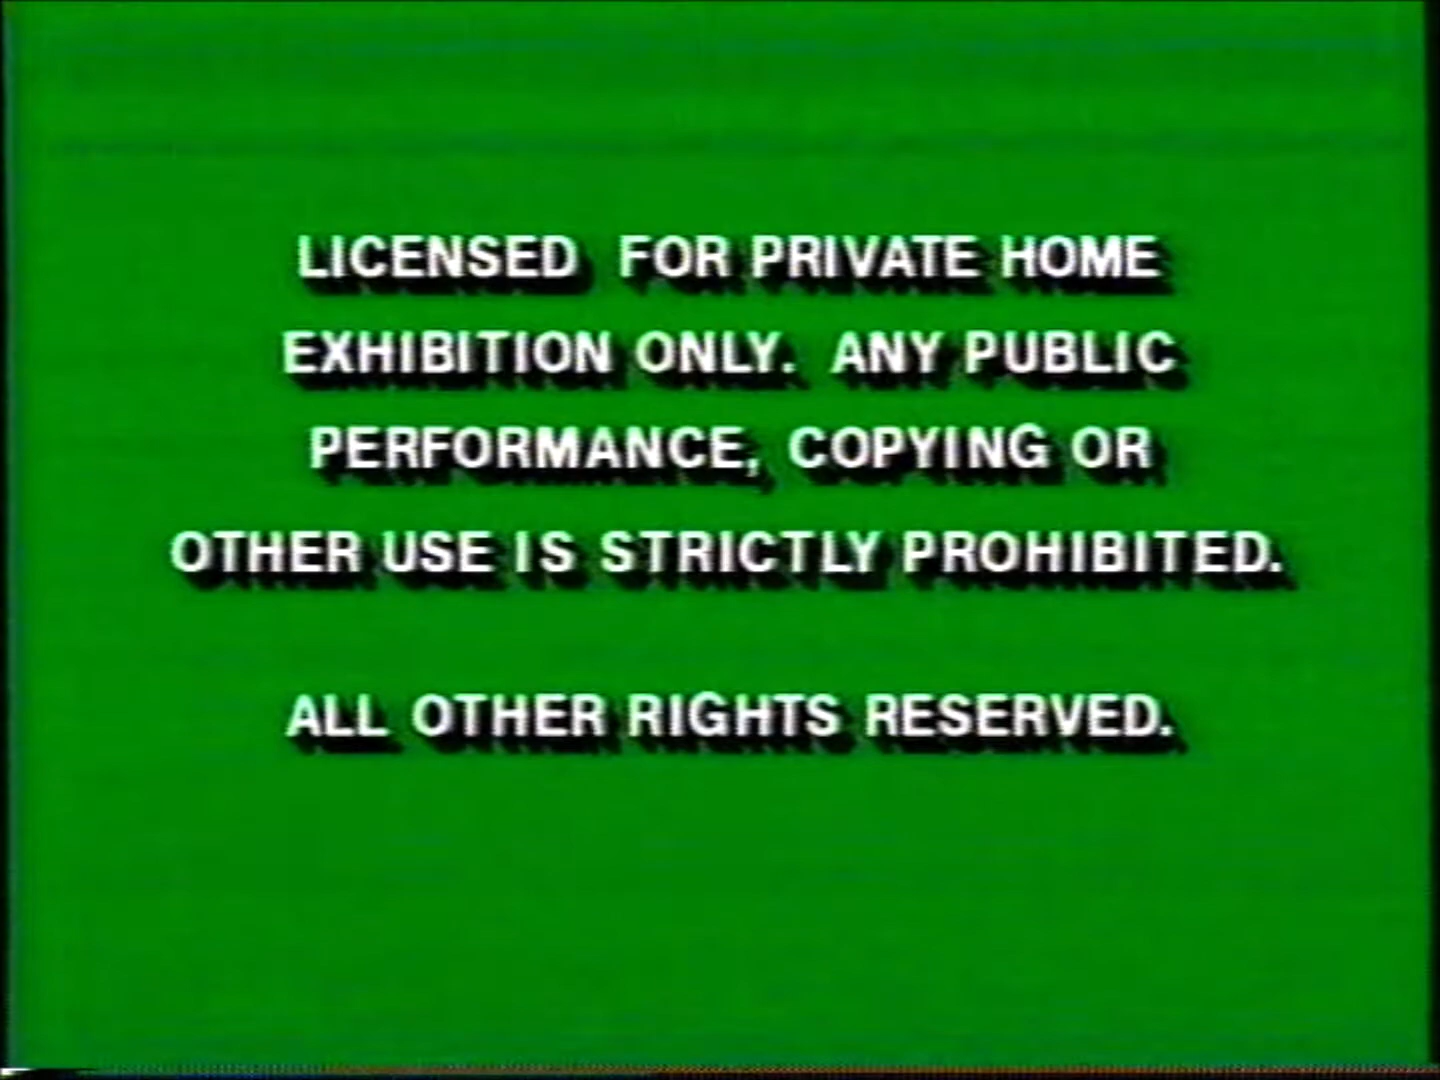 LICENSED FOR PRIVATE HOME
EXHIBITION ONLY. ANY PUBLIC
PERFORMANCE, COPYING OR
OTHER USE IS STRICTLY PROHIBITED.
ALL OTHER RIGHTS RESERVED.